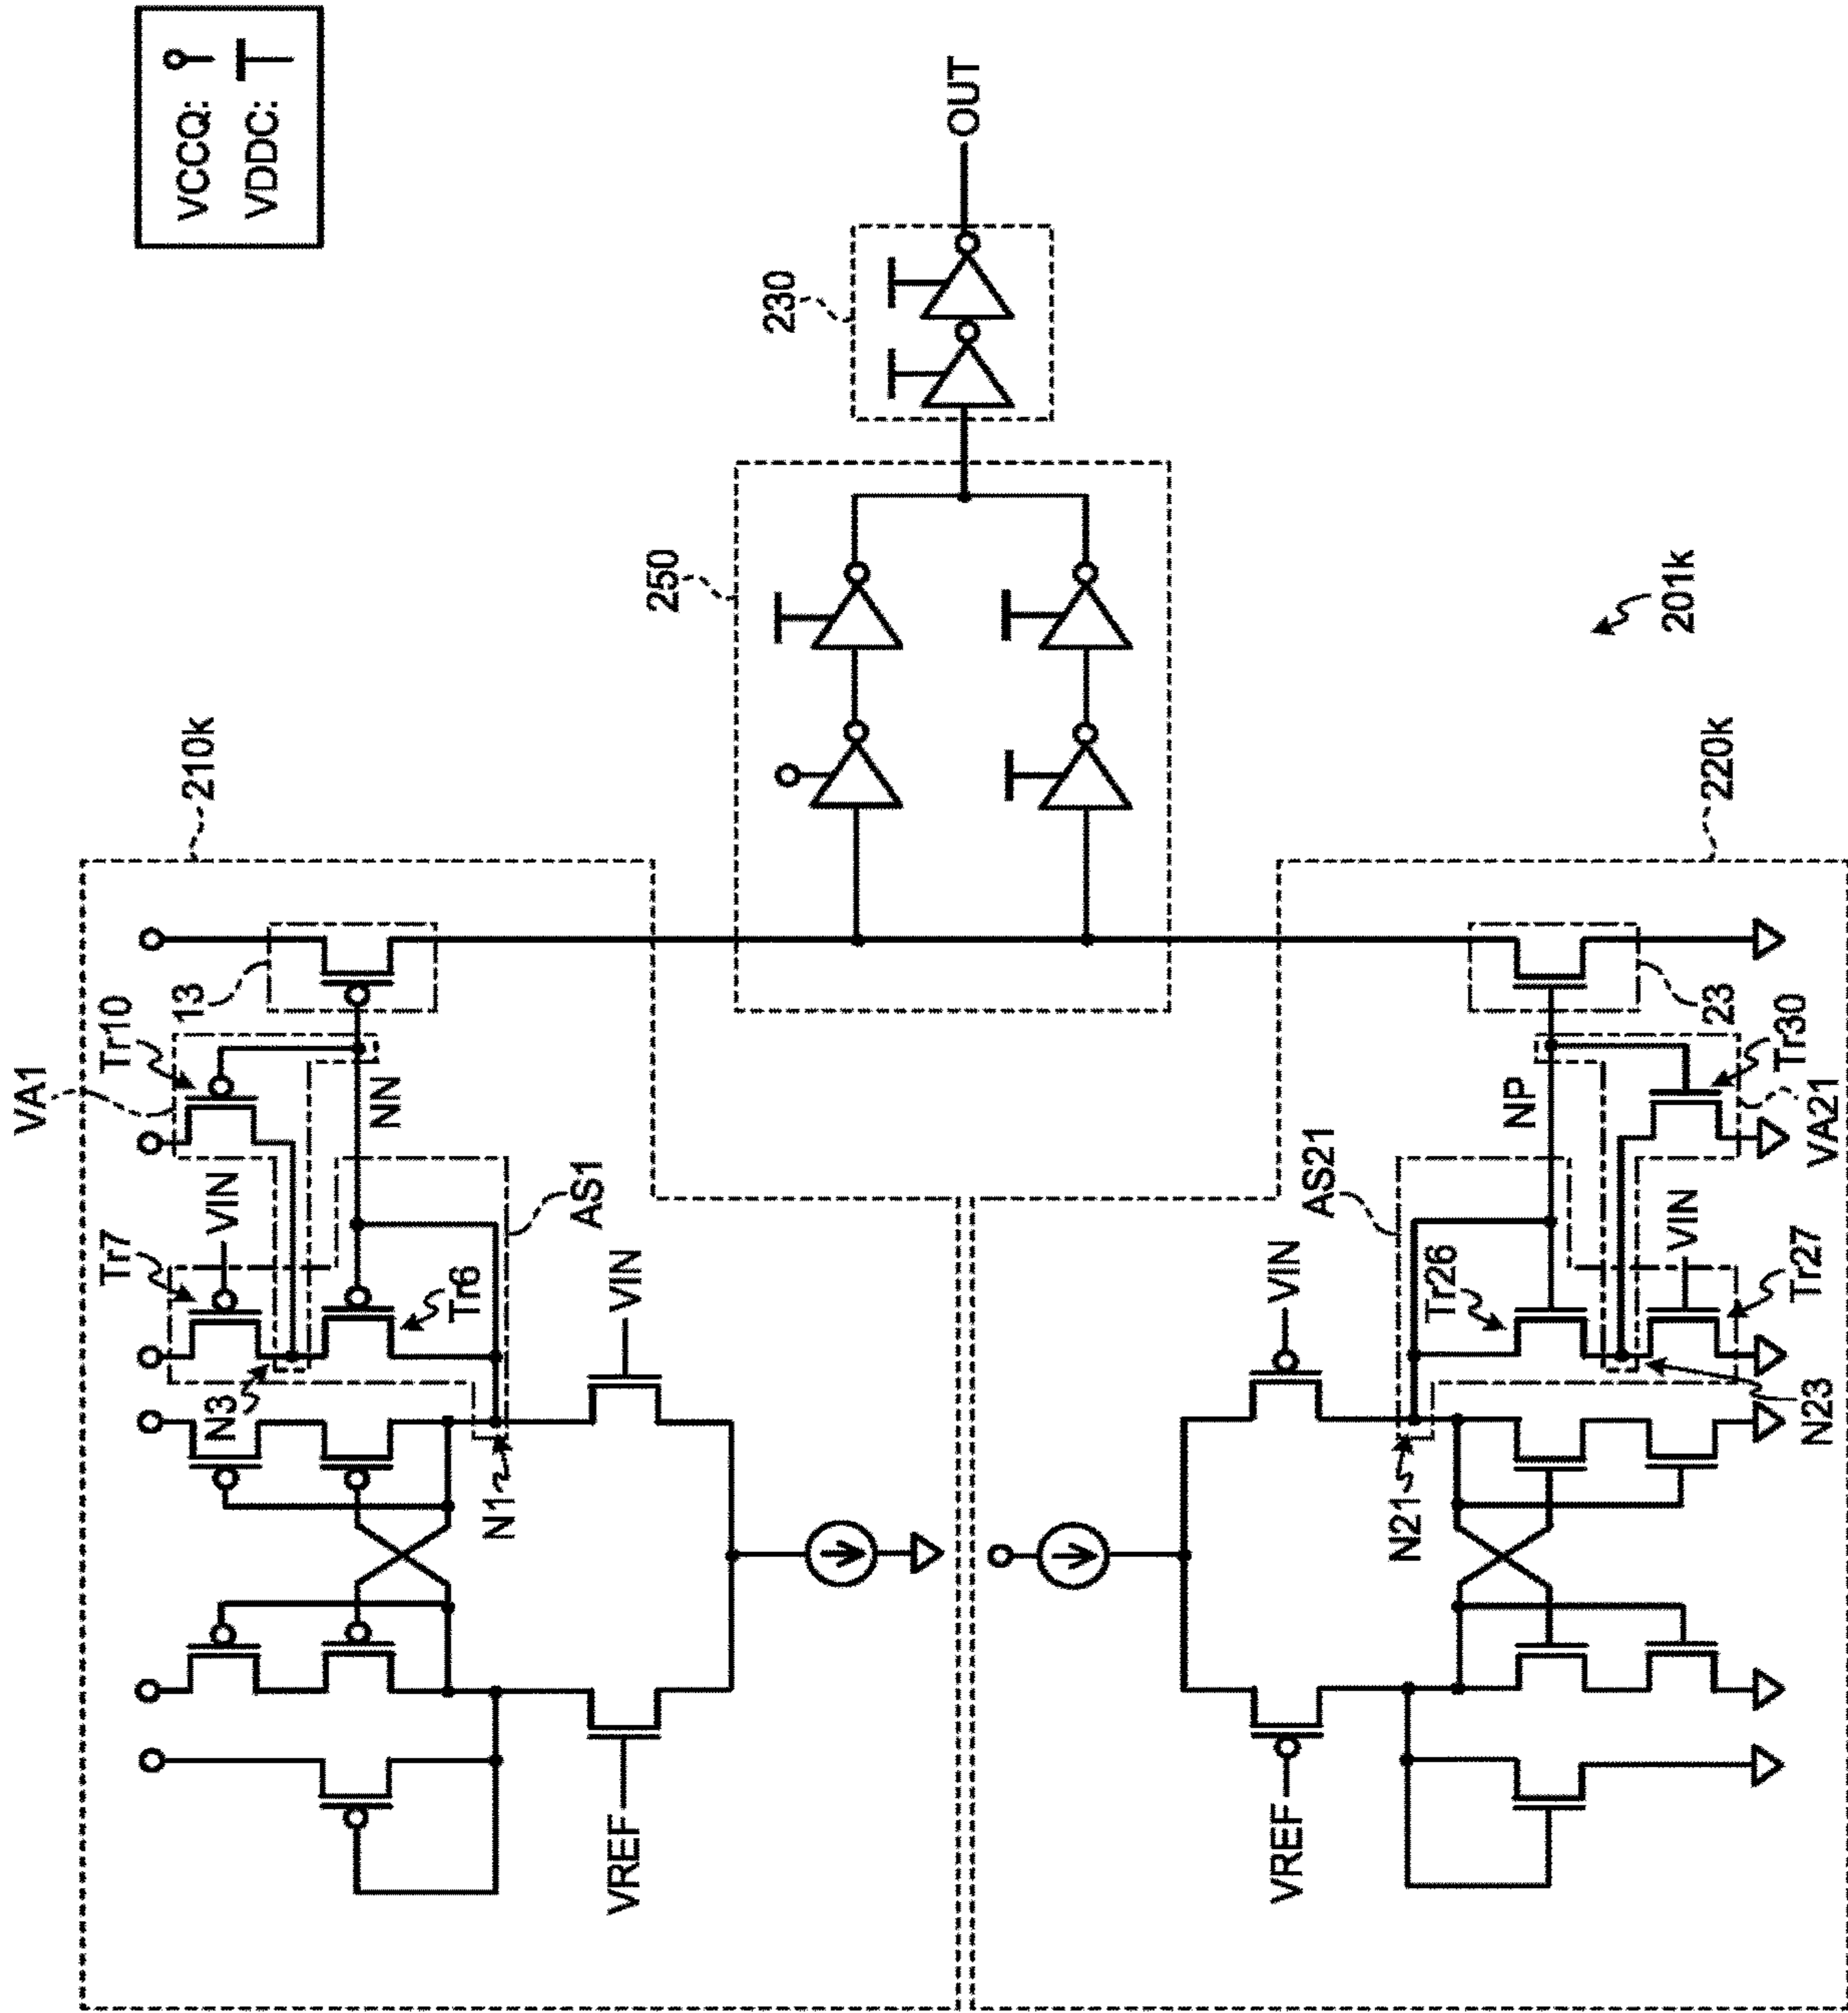 VCCQ:
VDDC:
210k
VA1
Tr10
13
Tr7
VIN
NN
N3
Tr6
AS1
N1
VIN
VREF
250
230
OUT
201k
220k
AS21
NP
23
Tr30
VA21
VIN
Tr26
VIN
Tr27
N21
N23
VREF